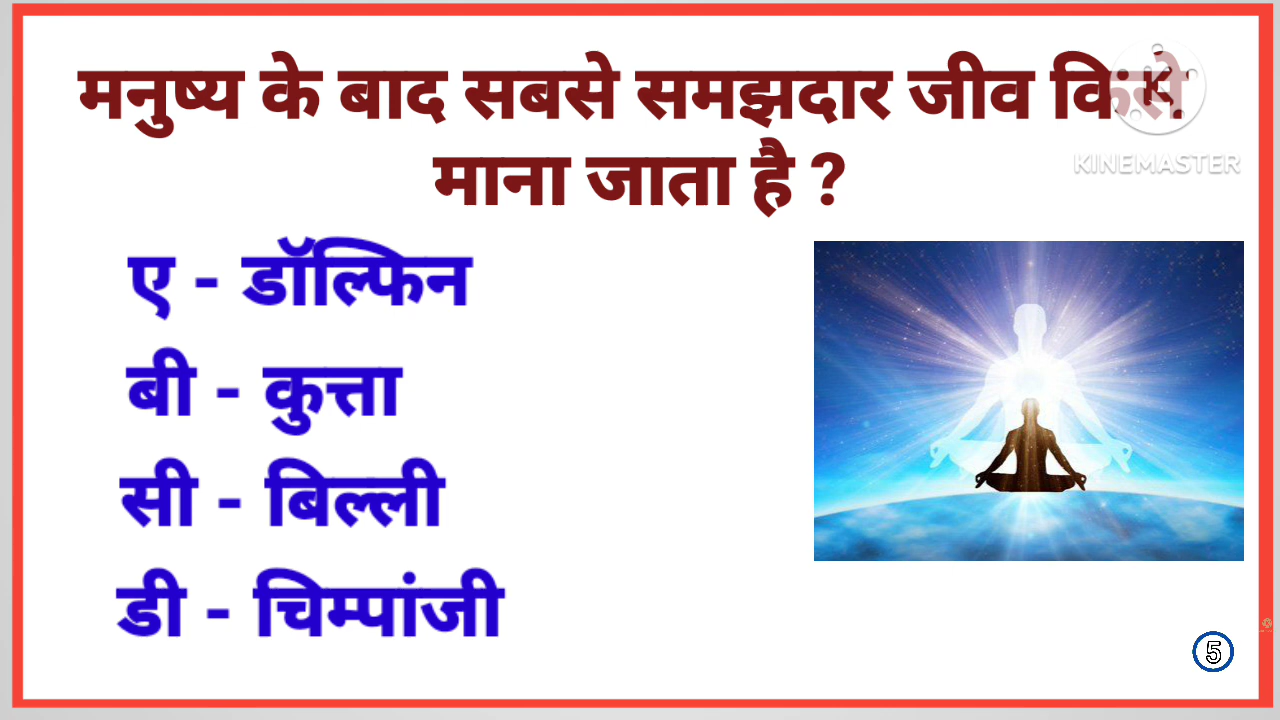 मनुष्य के बाद सबसे समझदार जीव किसे
माना जाता है ?
KINEMASTER
ए - डॉल्फिन
बी - कुत्ता
सी - बिल्ली
डी - चिम्पांजी
5